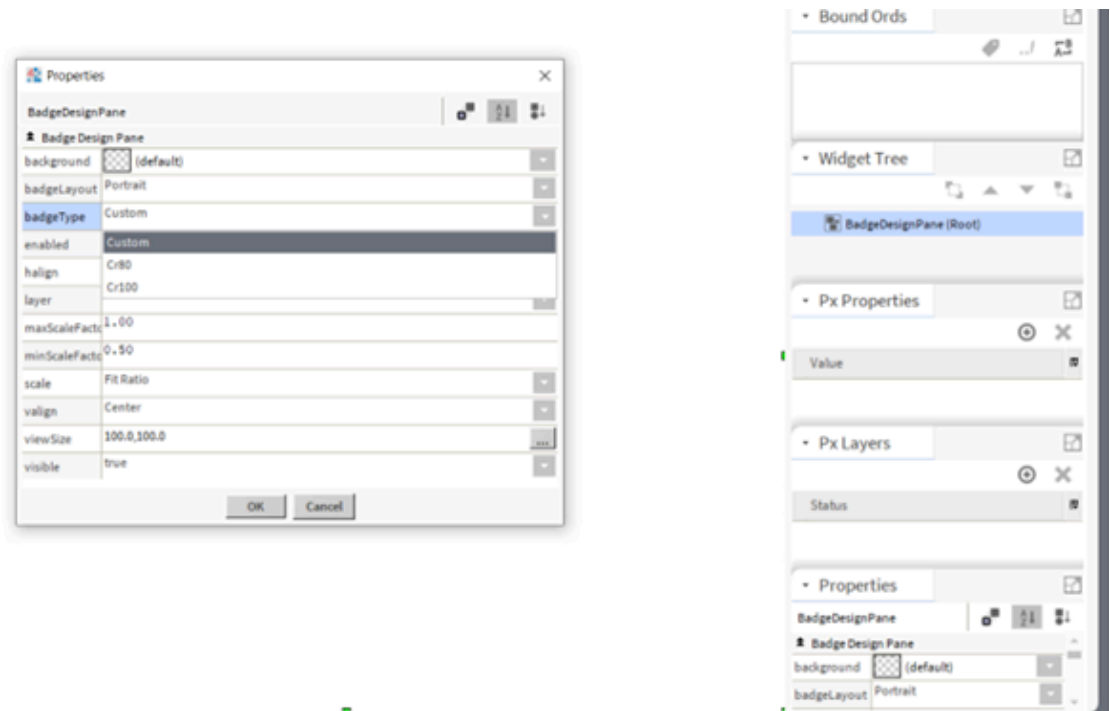 Properties
BadgeDesignPane
Badge Design Pane
background (default)
badgeLayout Portrait
badgeType Custom
enabled Custom
halign Cr80
Cr100
layer
maxScaleFacto 1.00
minScaleFacto 0.50
scale Fit Ratio
valign Center
viewSize 100.0,100.0 ...
visible true
OK Cancel
Bound Ords
../
Widget Tree
BadgeDesignPane (Root)
Px Properties
Value
Px Layers
Status
Properties
BadgeDesignPane
Badge Design Pane
background (default)
badgeLayout Portrait